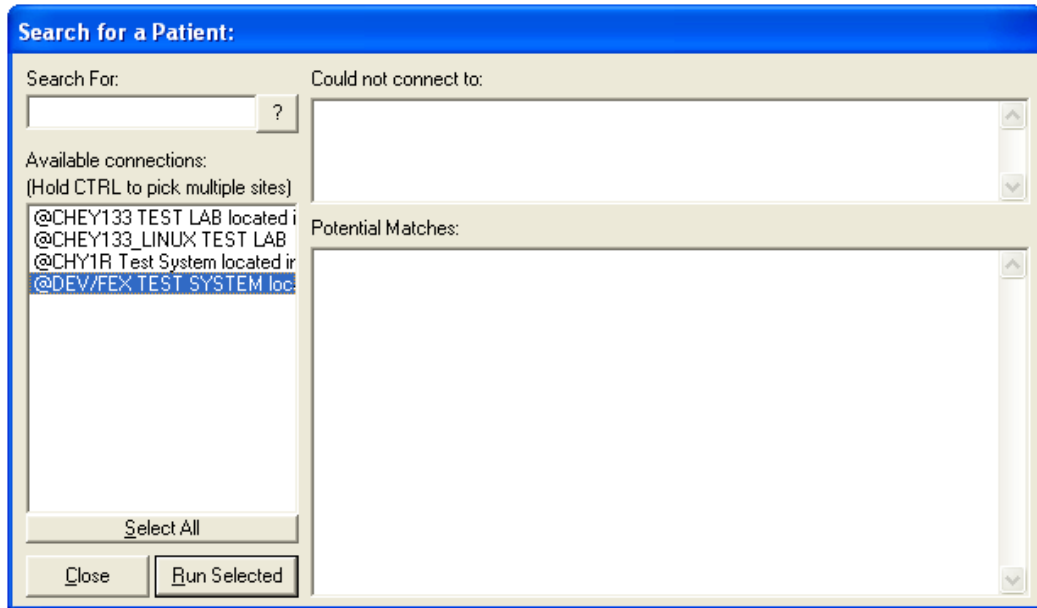 Search for a Patient:
Search For:
?
Available connections:
(Hold CTRL to pick multiple sites)
@CHEY133 TEST LAB located i
@CHEY133_LINUX TEST LAB
@CHY1R Test System located ir
@DEV/FEX TEST SYSTEM loc
Select All
Close
Run Selected
Could not connect to:
Potential Matches: